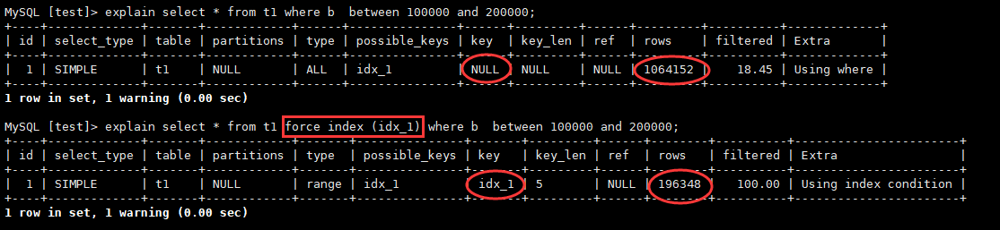 MySQL [test]> explain select * from t1 where b  between 100000 and 200000;
+----+-------------+-------+------------+------+---------------+------+---------+------+---------+----------+-------------+
| id | select_type | table | partitions | type | possible_keys | key  | key_len | ref  | rows    | filtered | Extra       |
+----+-------------+-------+------------+------+---------------+------+---------+------+---------+----------+-------------+
|  1 | SIMPLE      | t1    | NULL       | ALL  | idx_1         | NULL | NULL    | NULL | 1064152 |    18.45 | Using where |
+----+-------------+-------+------------+------+---------------+------+---------+------+---------+----------+-------------+
1 row in set, 1 warning (0.00 sec)
MySQL [test]> explain select * from t1 force index (idx_1) where b  between 100000 and 200000;
+----+-------------+-------+------------+-------+---------------+-------+---------+------+--------+----------+-----------------------+
| id | select_type | table | partitions | type  | possible_keys | key   | key_len | ref  | rows   | filtered | Extra                 |
+----+-------------+-------+------------+-------+---------------+-------+---------+------+--------+----------+-----------------------+
|  1 | SIMPLE      | t1    | NULL       | range | idx_1         | idx_1 | 5       | NULL | 196348 |   100.00 | Using index condition |
+----+-------------+-------+------------+-------+---------------+-------+---------+------+--------+----------+-----------------------+
1 row in set, 1 warning (0.00 sec)